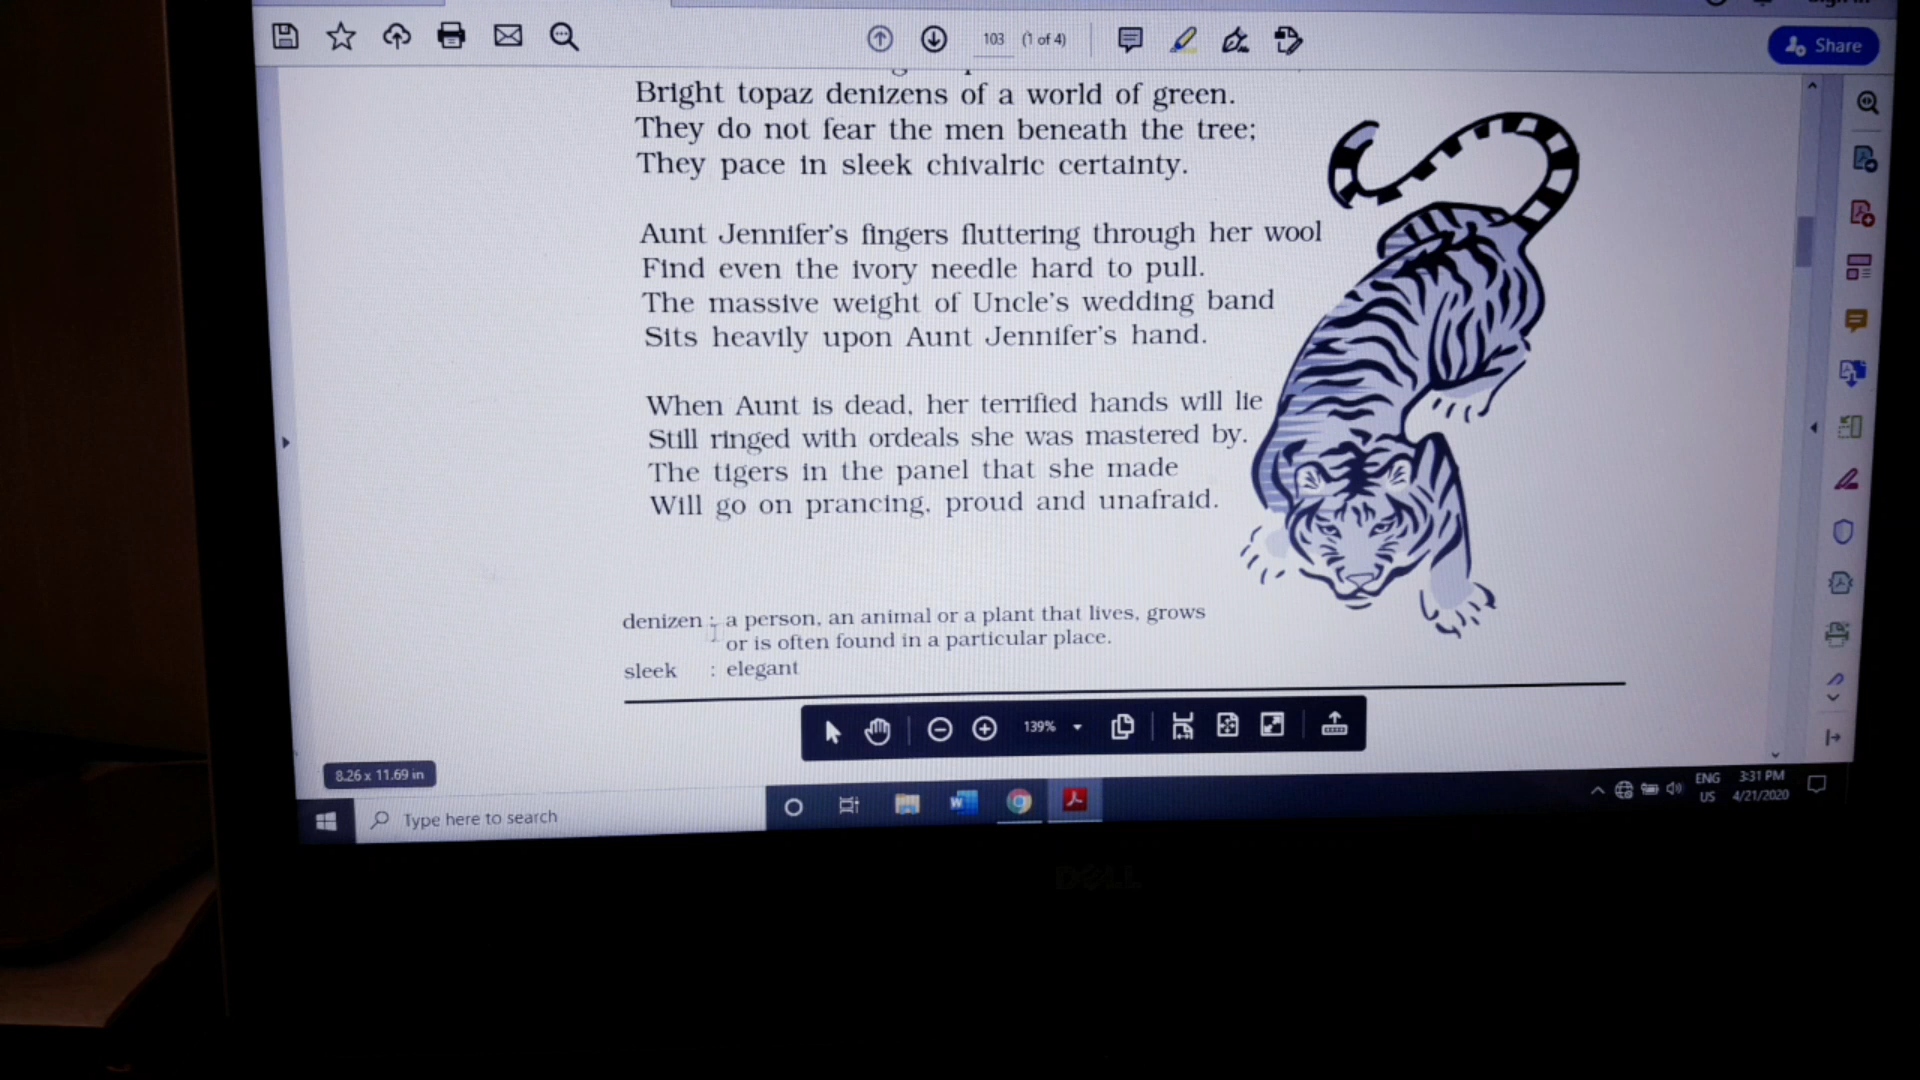 Sign in
103 (1 of 4)
Share
Bright topaz denizens of a world of green.
They do not fear the men beneath the tree;
They pace in sleek chivalric certainty.
Aunt Jennifer's fingers fluttering through her wool
Find even the ivory needle hard to pull.
The massive weight of Uncle's wedding band
Sits heavily upon Aunt Jennifer's hand.
When Aunt is dead, her terrified hands will lie
Still ringed with ordeals she was mastered by.
The tigers in the panel that she made
Will go on prancing, proud and unafraid.
denizen : a person, an animal or a plant that lives, grows
or is often found in a particular place.
sleek : elegant
139%
8.26 x 11.69 in
Type here to search
ENG
US
3:31 PM
4/21/2020
DELL